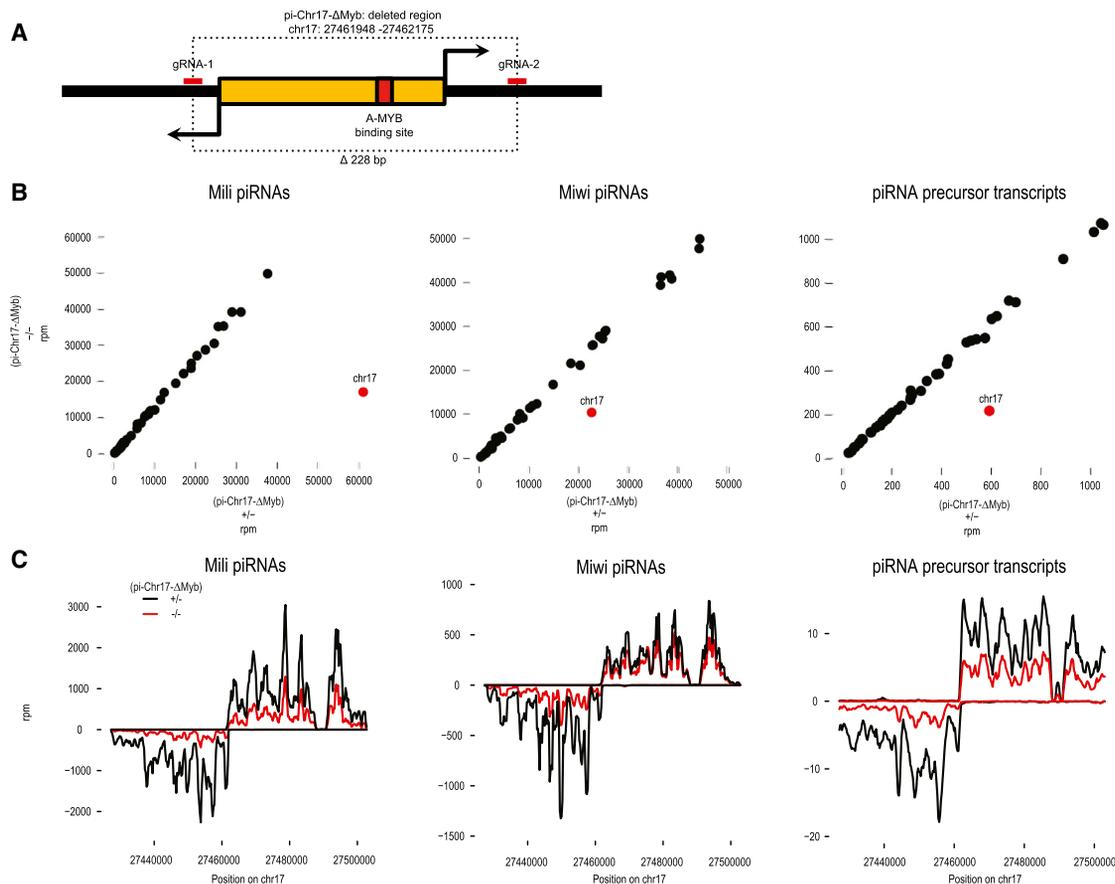 A
pi-Chr17-ΔMyb: deleted region
chr17: 27461948 -27462175
gRNA-1
gRNA-2
A-MYB
binding site
Δ 228 bp
B
Mili piRNAs
Miwi piRNAs
piRNA precursor transcripts
(pi-Chr17-ΔMyb)
−/−
rpm
60000
50000
40000
30000
20000
10000
0
chr17
0 10000 20000 30000 40000 50000 60000
(pi-Chr17-ΔMyb)
+/−
rpm
50000
40000
30000
20000
10000
0
chr17
0 10000 20000 30000 40000 50000
(pi-Chr17-ΔMyb)
+/−
rpm
1000
800
600
400
200
0
chr17
0 200 400 600 800 1000
(pi-Chr17-ΔMyb)
+/−
rpm
C
Mili piRNAs
Miwi piRNAs
piRNA precursor transcripts
(pi-Chr17-ΔMyb)
+/-
-/-
rpm
3000
2000
1000
0
−1000
−2000
27440000 27460000 27480000 27500000
Position on chr17
1000
500
0
−500
−1000
−1500
27440000 27460000 27480000 27500000
Position on chr17
10
0
−10
−20
27440000 27460000 27480000 27500000
Position on chr17